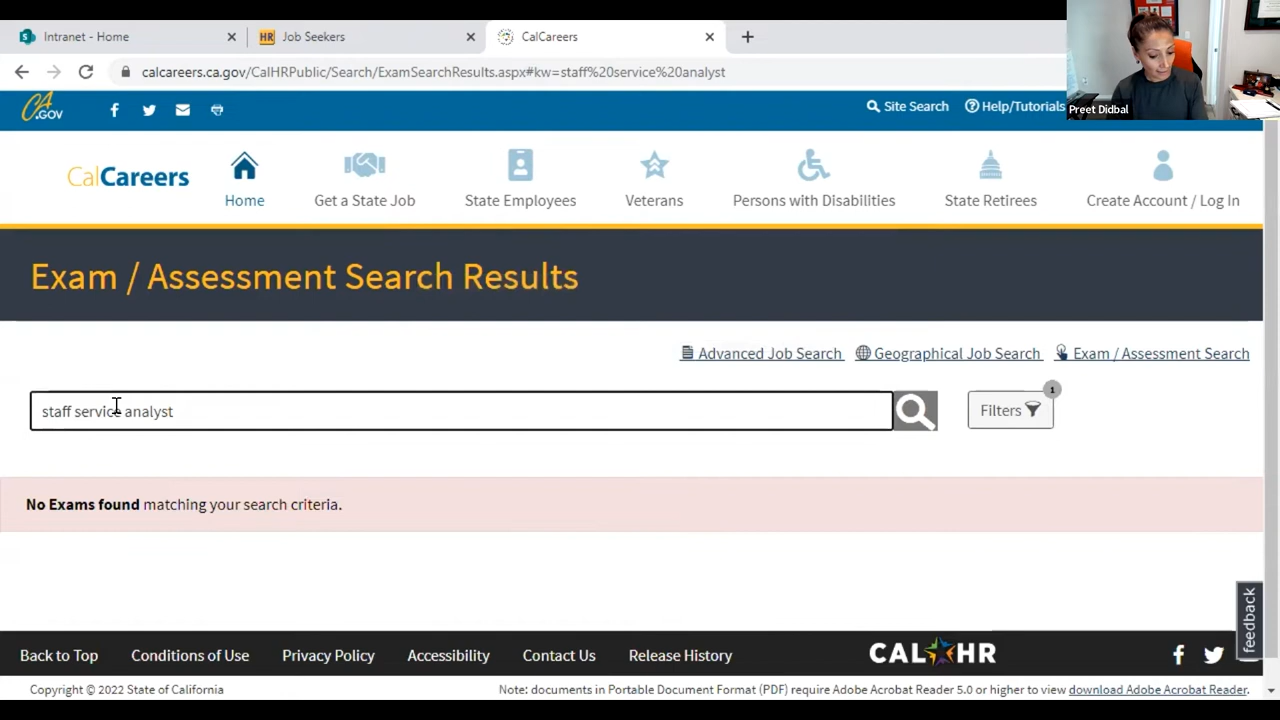 Intranet - Home
HR Job Seekers
CalCareers
calcareers.ca.gov/CalHRPublic/Search/ExamSearchResults.aspx#kw=staff%20service%20analyst
Preet Didbal
CA.GOV
Site Search
Help/Tutorials
CalCareers
Home
Get a State Job
State Employees
Veterans
Persons with Disabilities
State Retirees
Create Account / Log In
Exam / Assessment Search Results
Advanced Job Search
Geographical Job Search
Exam / Assessment Search
staff service analyst
Filters
1
No Exams found matching your search criteria.
feedback
Back to Top
Conditions of Use
Privacy Policy
Accessibility
Contact Us
Release History
CAL HR
Copyright © 2022 State of California
Note: documents in Portable Document Format (PDF) require Adobe Acrobat Reader 5.0 or higher to view download Adobe Acrobat Reader.